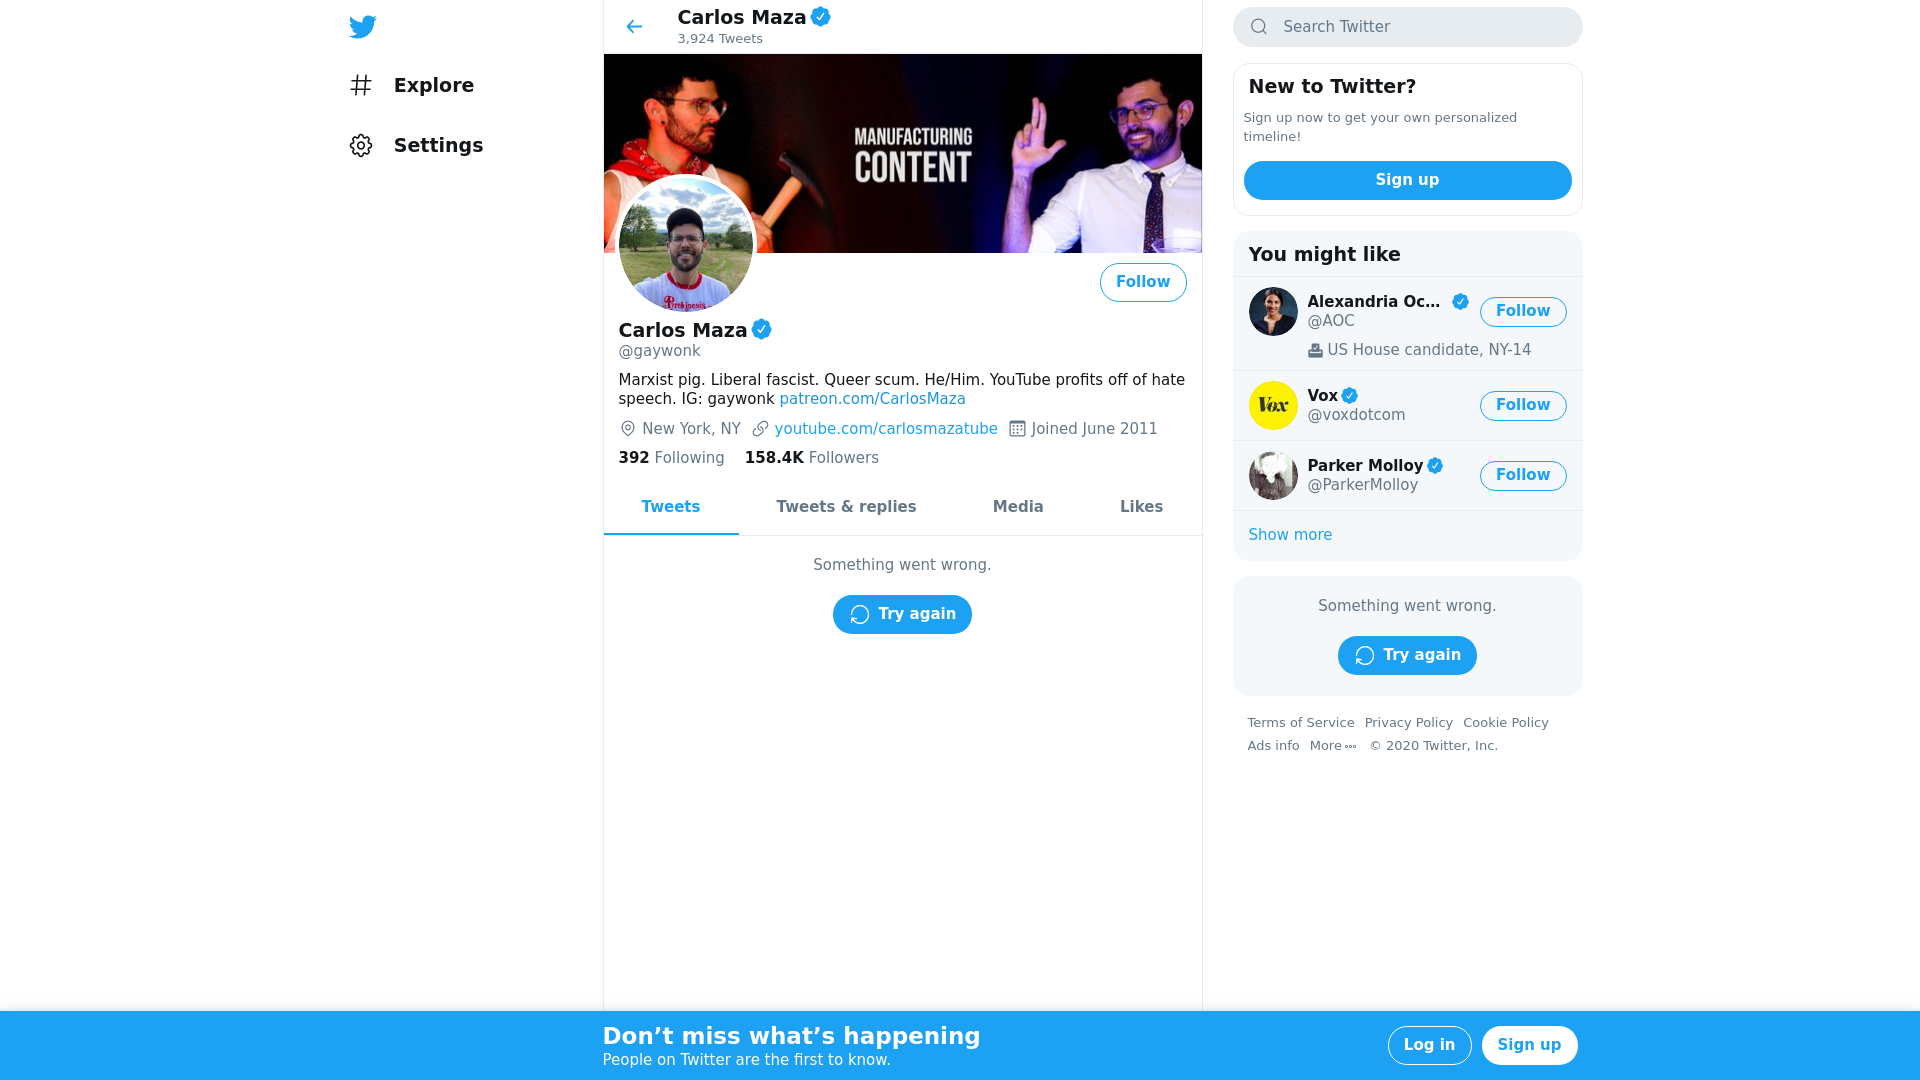 Explore
Settings
Carlos Maza
3,924 Tweets
MANUFACTURING
CONTENT
Follow
Carlos Maza
@gaywonk
Marxist pig. Liberal fascist. Queer scum. He/Him. YouTube profits off of hate
speech. IG: gaywonk patreon.com/CarlosMaza
New York, NY youtube.com/carlosmazatube Joined June 2011
392 Following 158.4K Followers
Tweets Tweets & replies Media Likes
Something went wrong.
Try again
Search Twitter
New to Twitter?
Sign up now to get your own personalized
timeline!
Sign up
You might like
Alexandria Oc...
@AOC
Follow
US House candidate, NY-14
Vox
Vox
@voxdotcom
Follow
Parker Molloy
@ParkerMolloy
Follow
Show more
Something went wrong.
Try again
Terms of Service Privacy Policy Cookie Policy
Ads info More © 2020 Twitter, Inc.
Don’t miss what’s happening
People on Twitter are the first to know.
Log in Sign up